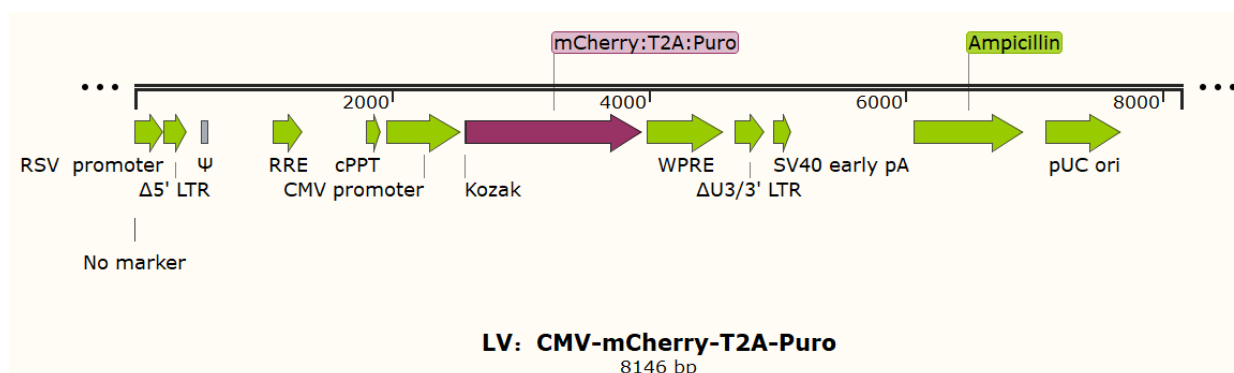 mCherry:T2A:Puro
Ampicillin
2000
4000
6000
8000
RSV promoter
Ψ
RRE
cPPT
WPRE
SV40 early pA
pUC ori
Δ5' LTR
CMV promoter
Kozak
ΔU3/3' LTR
No marker
LV: CMV-mCherry-T2A-Puro
8146 bp